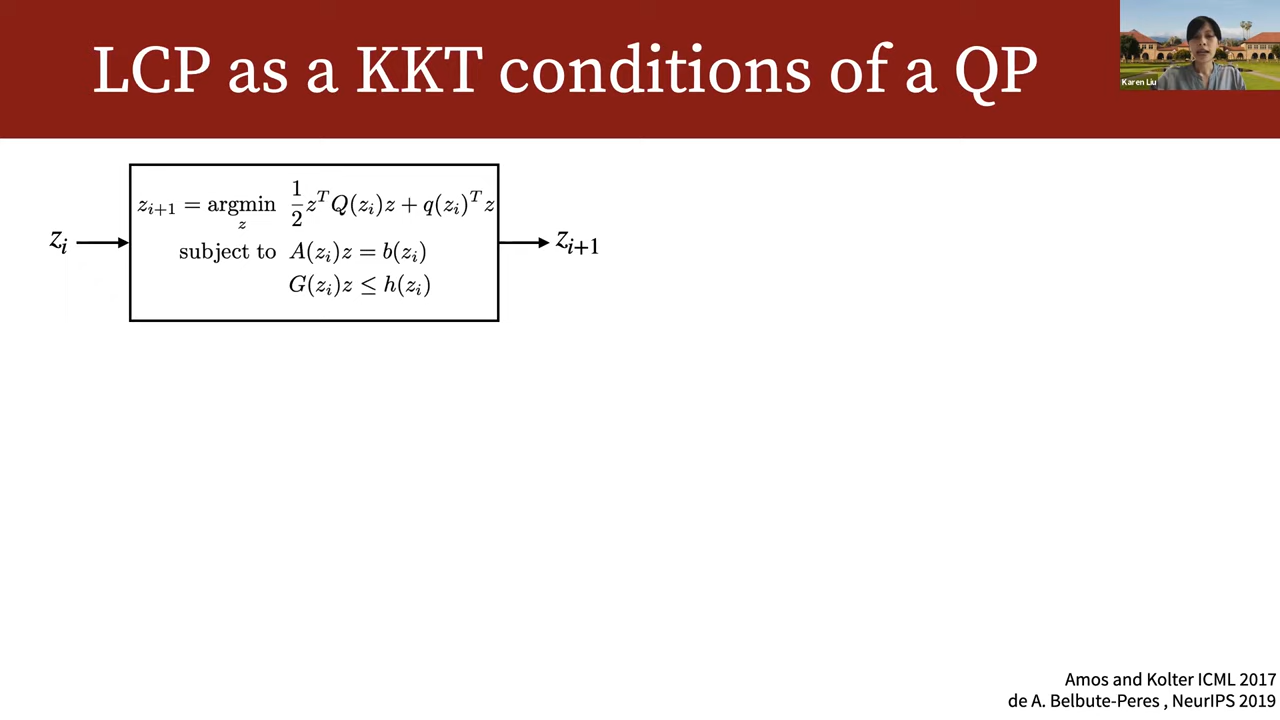 LCP as a KKT conditions of a QP
Karen Liu
z_{i+1} = argmin_z 1/2 z^T Q(z_i)z + q(z_i)^T z
subject to A(z_i)z = b(z_i)
G(z_i)z ≤ h(z_i)
z_i
z_{i+1}
Amos and Kolter ICML 2017
de A. Belbute-Peres , NeurIPS 2019